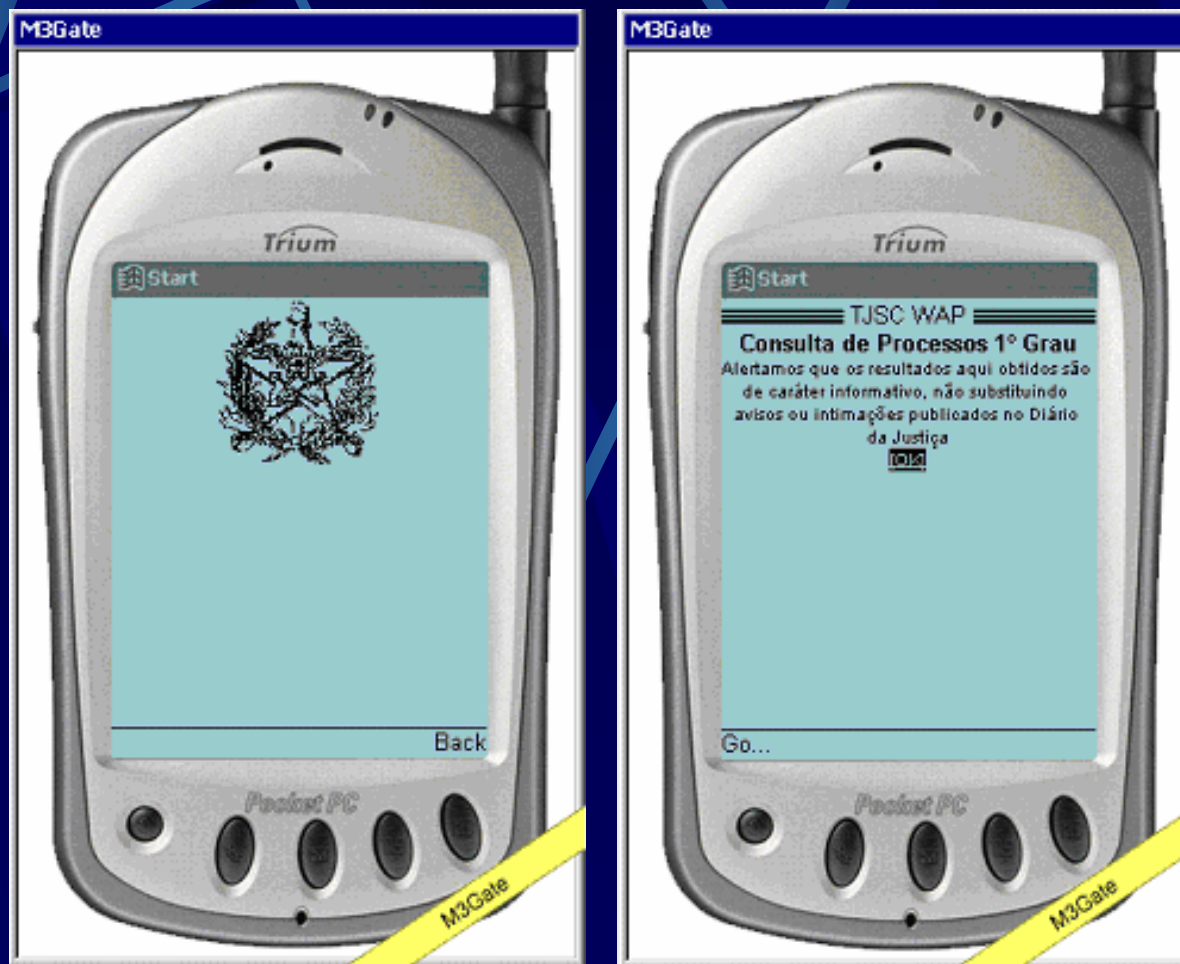 M3Gate
Trium
Start
Back
Pocket PC
M3Gate
M3Gate
Trium
Start
TJSC WAP
Consulta de Processos 1º Grau
Alertamos que os resultados aqui obtidos são
de caráter informativo, não substituindo
avisos ou intimações publicados no Diário
da Justiça
[OK]
Go...
Pocket PC
M3Gate